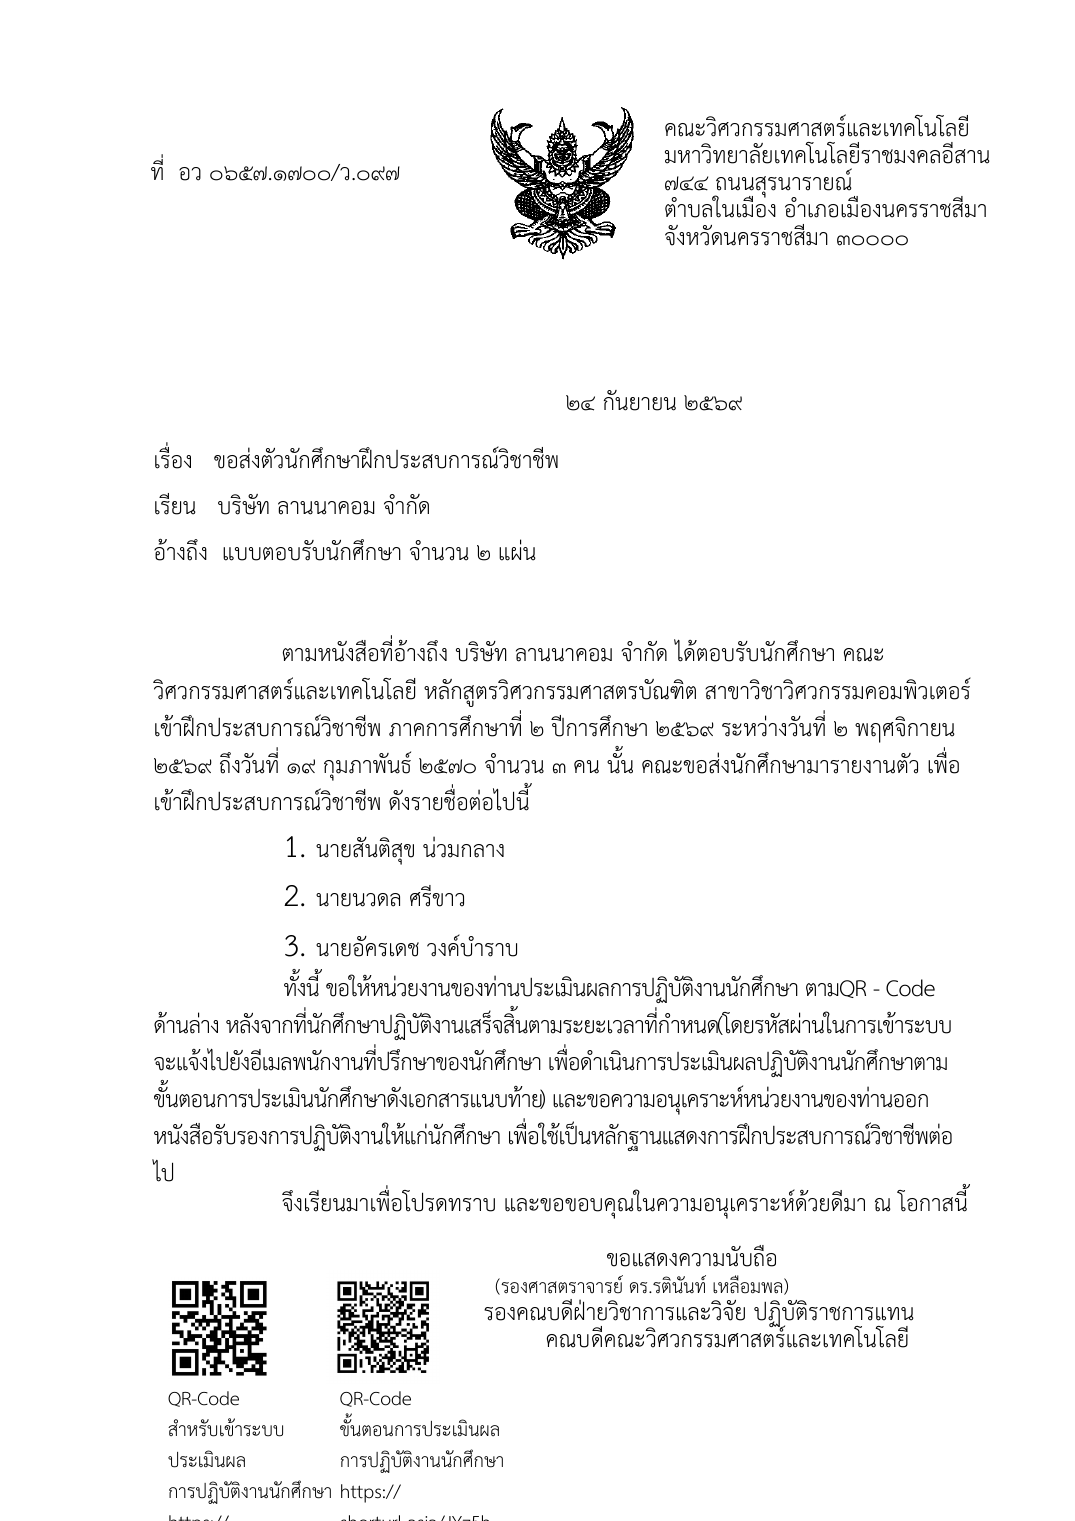 ที่ อว ๐๖๕๗.๑๗๐๐/ว.๐๙๗
คณะวิศวกรรมศาสตร์และเทคโนโลยี
มหาวิทยาลัยเทคโนโลยีราชมงคลอีสาน
๗๔๔ ถนนสุรนารายณ์
ตำบลในเมือง อำเภอเมืองนครราชสีมา
จังหวัดนครราชสีมา ๓๐๐๐๐
๒๔ กันยายน ๒๕๖๙
เรื่อง ขอส่งตัวนักศึกษาฝึกประสบการณ์วิชาชีพ
เรียน บริษัท ลานนาคอม จำกัด
อ้างถึง แบบตอบรับนักศึกษา จำนวน ๒ แผ่น
ตามหนังสือที่อ้างถึง บริษัท ลานนาคอม จำกัด ได้ตอบรับนักศึกษา คณะ
วิศวกรรมศาสตร์และเทคโนโลยี หลักสูตรวิศวกรรมศาสตรบัณฑิต สาขาวิชาวิศวกรรมคอมพิวเตอร์
เข้าฝึกประสบการณ์วิชาชีพ ภาคการศึกษาที่ ๒ ปีการศึกษา ๒๕๖๙ ระหว่างวันที่ ๒ พฤศจิกายน
๒๕๖๙ ถึงวันที่ ๑๙ กุมภาพันธ์ ๒๕๗๐ จำนวน ๓ คน นั้น คณะขอส่งนักศึกษามารายงานตัว เพื่อ
เข้าฝึกประสบการณ์วิชาชีพ ดังรายชื่อต่อไปนี้
1. นายสันติสุข น่วมกลาง
2. นายนวดล ศรีขาว
3. นายอัครเดช วงค์บำราบ
ทั้งนี้ ขอให้หน่วยงานของท่านประเมินผลการปฏิบัติงานนักศึกษา ตามQR - Code
ด้านล่าง หลังจากที่นักศึกษาปฏิบัติงานเสร็จสิ้นตามระยะเวลาที่กำหนด(โดยรหัสผ่านในการเข้าระบบ
จะแจ้งไปยังอีเมลพนักงานที่ปรึกษาของนักศึกษา เพื่อดำเนินการประเมินผลปฏิบัติงานนักศึกษาตาม
ขั้นตอนการประเมินนักศึกษาดังเอกสารแนบท้าย) และขอความอนุเคราะห์หน่วยงานของท่านออก
หนังสือรับรองการปฏิบัติงานให้แก่นักศึกษา เพื่อใช้เป็นหลักฐานแสดงการฝึกประสบการณ์วิชาชีพต่อ
ไป
จึงเรียนมาเพื่อโปรดทราบ และขอขอบคุณในความอนุเคราะห์ด้วยดีมา ณ โอกาสนี้
ขอแสดงความนับถือ
(รองศาสตราจารย์ ดร.รตินันท์ เหลือมพล)
รองคณบดีฝ่ายวิชาการและวิจัย ปฏิบัติราชการแทน
คณบดีคณะวิศวกรรมศาสตร์และเทคโนโลยี
QR-Code
สำหรับเข้าระบบ
ประเมินผล
การปฏิบัติงานนักศึกษา
https://
QR-Code
ขั้นตอนการประเมินผล
การปฏิบัติงานนักศึกษา
https://